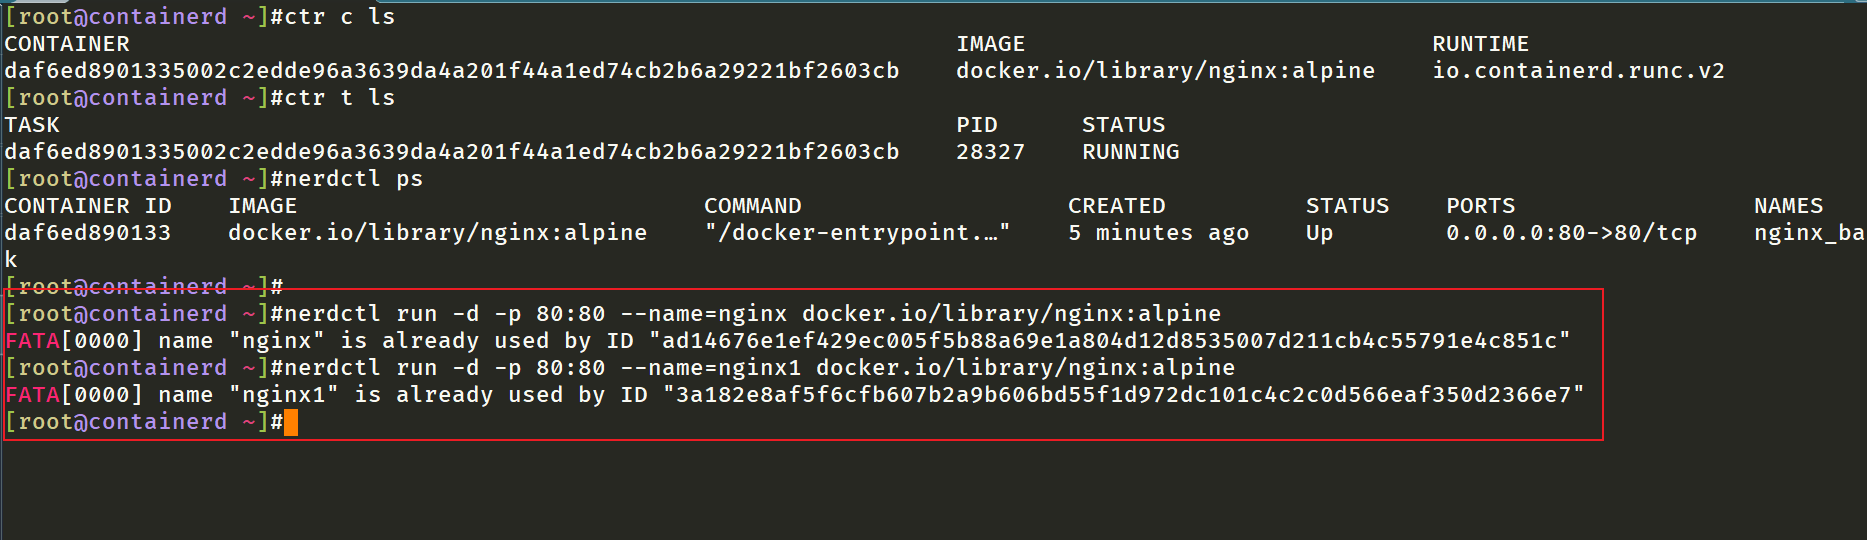 [root@containerd ~]#ctr c ls
CONTAINER IMAGE RUNTIME
daf6ed8901335002c2edde96a3639da4a201f44a1ed74cb2b6a29221bf2603cb docker.io/library/nginx:alpine io.containerd.runc.v2
[root@containerd ~]#ctr t ls
TASK PID STATUS
daf6ed8901335002c2edde96a3639da4a201f44a1ed74cb2b6a29221bf2603cb 28327 RUNNING
[root@containerd ~]#nerdctl ps
CONTAINER ID IMAGE COMMAND CREATED STATUS PORTS NAMES
daf6ed890133 docker.io/library/nginx:alpine "/docker-entrypoint.…" 5 minutes ago Up 0.0.0.0:80->80/tcp nginx_ba
k
[root@containerd ~]#
[root@containerd ~]#nerdctl run -d -p 80:80 --name=nginx docker.io/library/nginx:alpine
FATA[0000] name "nginx" is already used by ID "ad14676e1ef429ec005f5b88a69e1a804d12d8535007d211cb4c55791e4c851c"
[root@containerd ~]#nerdctl run -d -p 80:80 --name=nginx1 docker.io/library/nginx:alpine
FATA[0000] name "nginx1" is already used by ID "3a182e8af5f6cfb607b2a9b606bd55f1d972dc101c4c2c0d566eaf350d2366e7"
[root@containerd ~]#